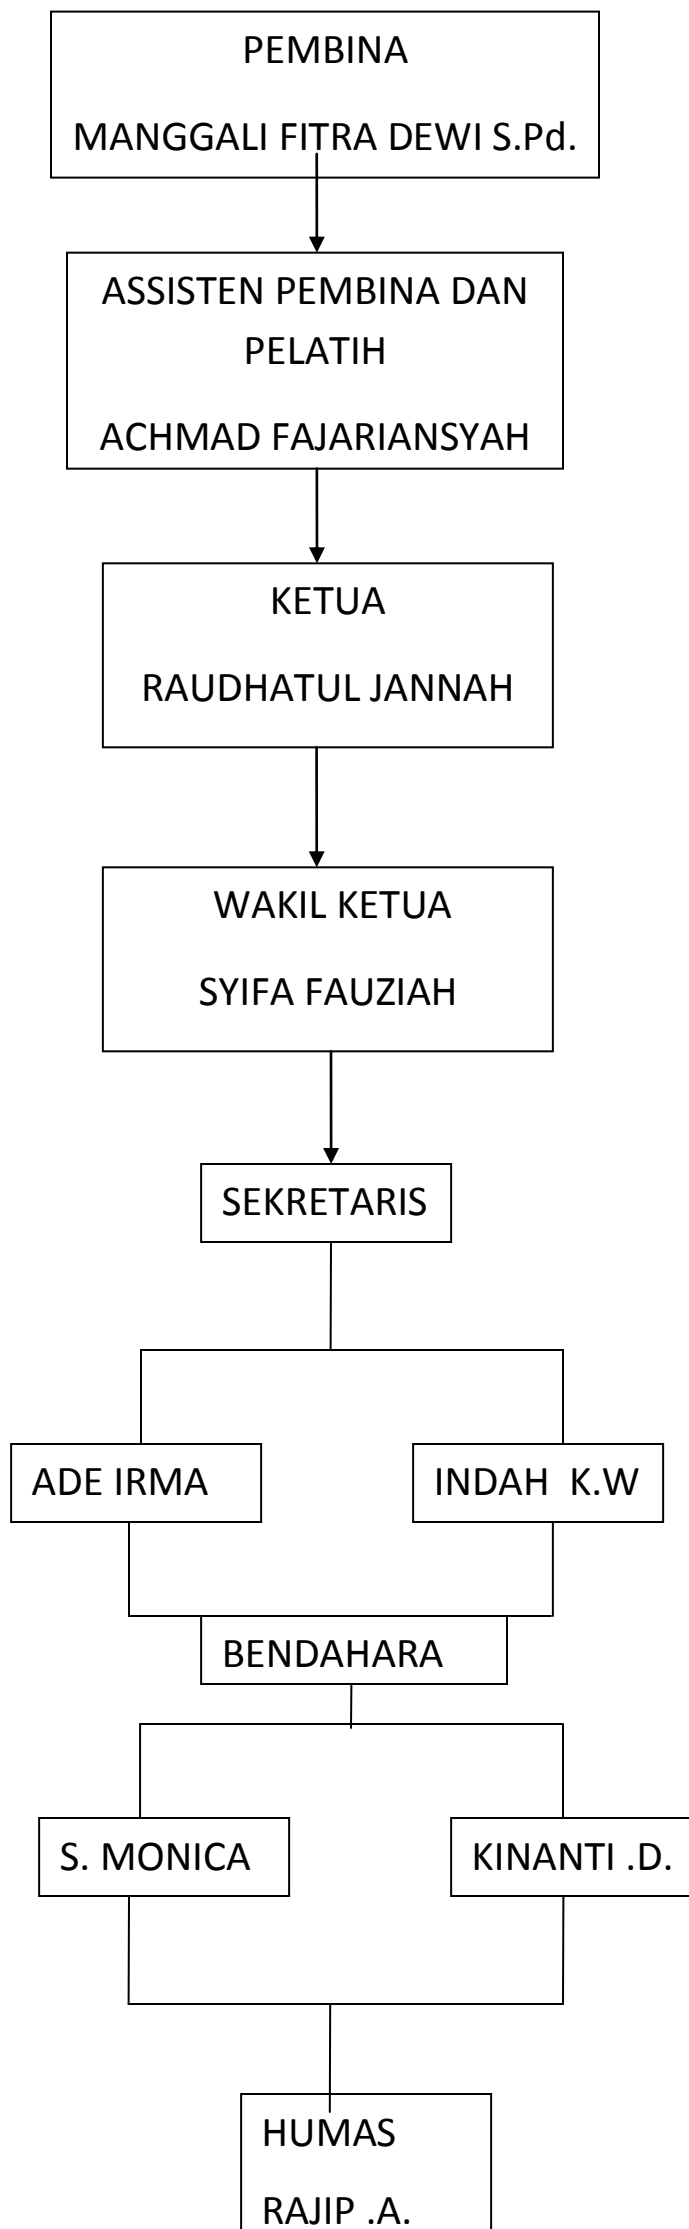 PEMBINA
MANGGALI FITRA DEWI S.Pd.
ASSISTEN PEMBINA DAN
PELATIH
ACHMAD FAJARIANSYAH
KETUA
RAUDHATUL JANNAH
WAKIL KETUA
SYIFA FAUZIAH
SEKRETARIS
ADE IRMA
INDAH  K.W
BENDAHARA
S. MONICA
KINANTI .D.
HUMAS
RAJIP .A.